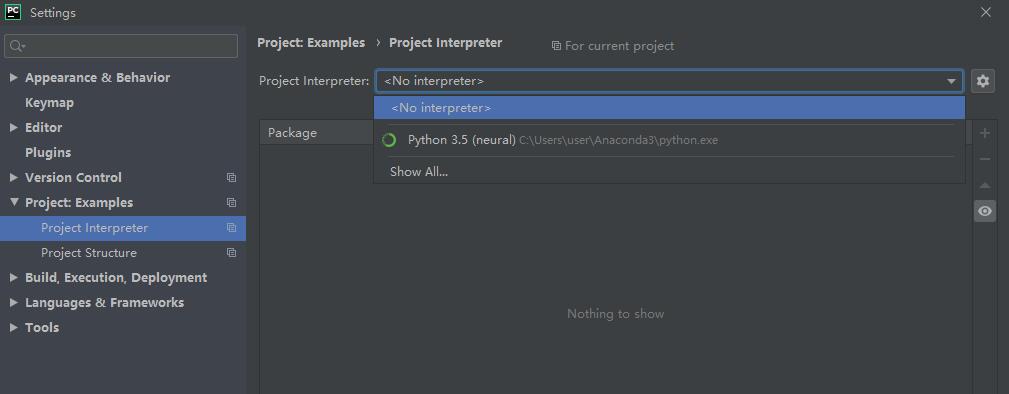 PC Settings
Project: Examples › Project Interpreter For current project
Project Interpreter: <No interpreter>
<No interpreter>
Python 3.5 (neural) C:\Users\user\Anaconda3\python.exe
Show All...
Package
Nothing to show
Appearance & Behavior
Keymap
Editor
Plugins
Version Control
Project: Examples
Project Interpreter
Project Structure
Build, Execution, Deployment
Languages & Frameworks
Tools